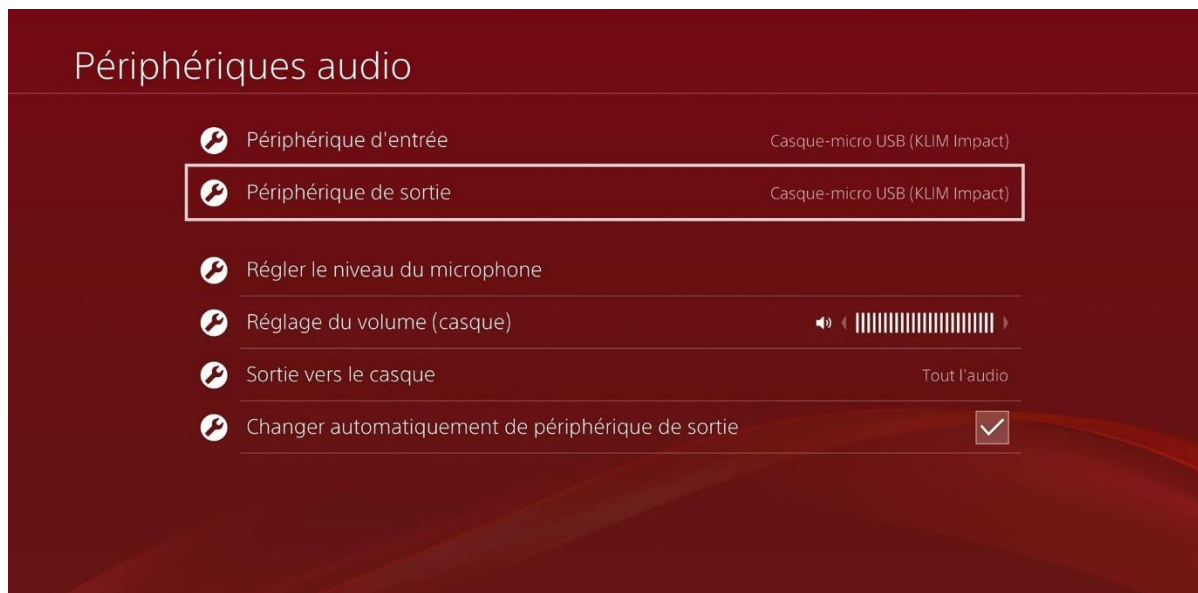 Périphériques audio
Périphérique d'entrée Casque-micro USB (KLIM Impact)
Périphérique de sortie Casque-micro USB (KLIM Impact)
Régler le niveau du microphone
Réglage du volume (casque)
Sortie vers le casque Tout l'audio
Changer automatiquement de périphérique de sortie